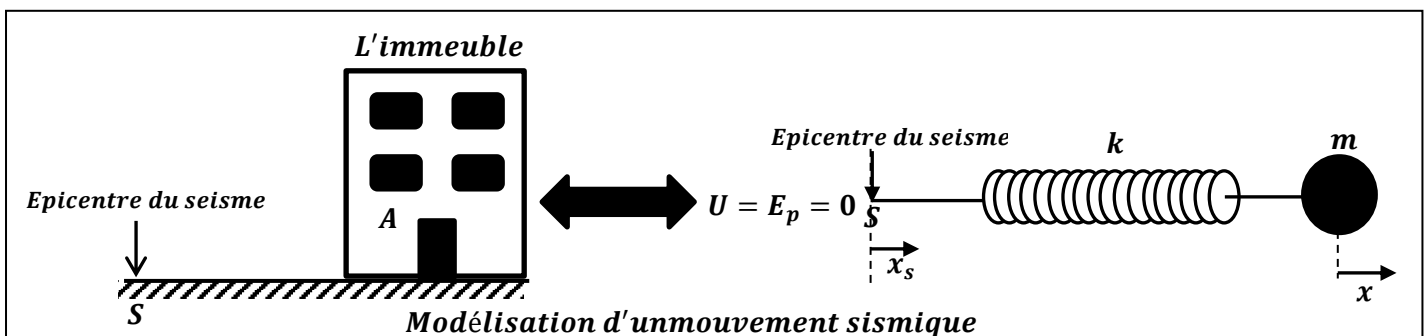 L'immeuble
Epicentre du seisme
A
S
Epicentre du seisme
k
m
U = E_p = 0 S
x_s
x
Modélisation d'unmouvement sismique